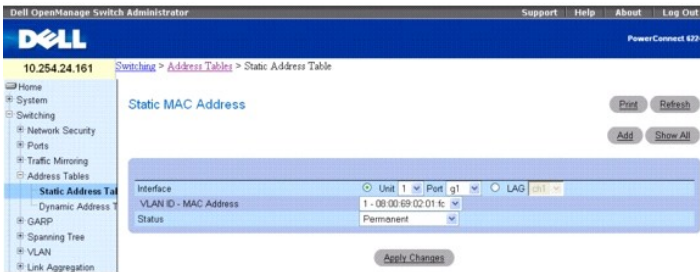 Dell OpenManage Switch Administrator
Support Help About Log Out
DELL
PowerConnect 622
10.254.24.161
Switching > Address Tables > Static Address Table
Home
System
Switching
Network Security
Ports
Traffic Mirroring
Address Tables
Static Address Tal
Dynamic Address T
GARP
Spanning Tree
VLAN
Link Aggregation
Static MAC Address
Print Refresh
Add Show All
Interface Unit 1 Port g1 LAG ch1
VLAN ID - MAC Address 1 - 08:00:69:02:01:fc
Status Permanent
Apply Changes